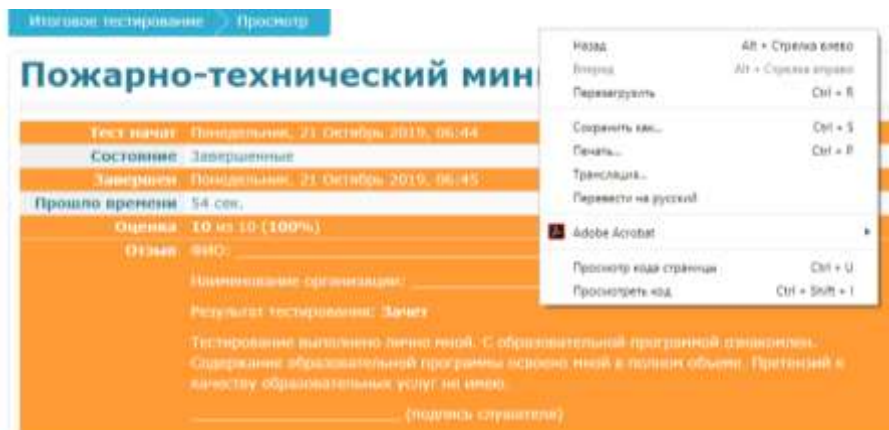 Итоговое тестирование Просмотр
Пожарно-технический мин
Тест начат Понедельник, 21 Октябрь 2019, 06:44
Состояние Завершенные
Завершен Понедельник, 21 Октябрь 2019, 06:45
Прошло времени 54 сек.
Оценка 10 из 10 (100%)
Отзыв ФИО:
Наименование организации:
Результат тестирования: Зачет
Тестирование выполнено лично мной. С образовательной программой ознакомлен.
Содержание образовательной программы освоено мной в полном объеме. Претензий к
качеству образовательных услуг не имею.
(подпись слушателя)
Назад Alt + Стрелка влево
Вперед Alt + Стрелка вправо
Перезагрузить Ctrl + R
Сохранить как... Ctrl + S
Печать... Ctrl + P
Трансляция...
Перевести на русский
Adobe Acrobat
Просмотр кода страницы Ctrl + U
Просмотреть код Ctrl + Shift + I